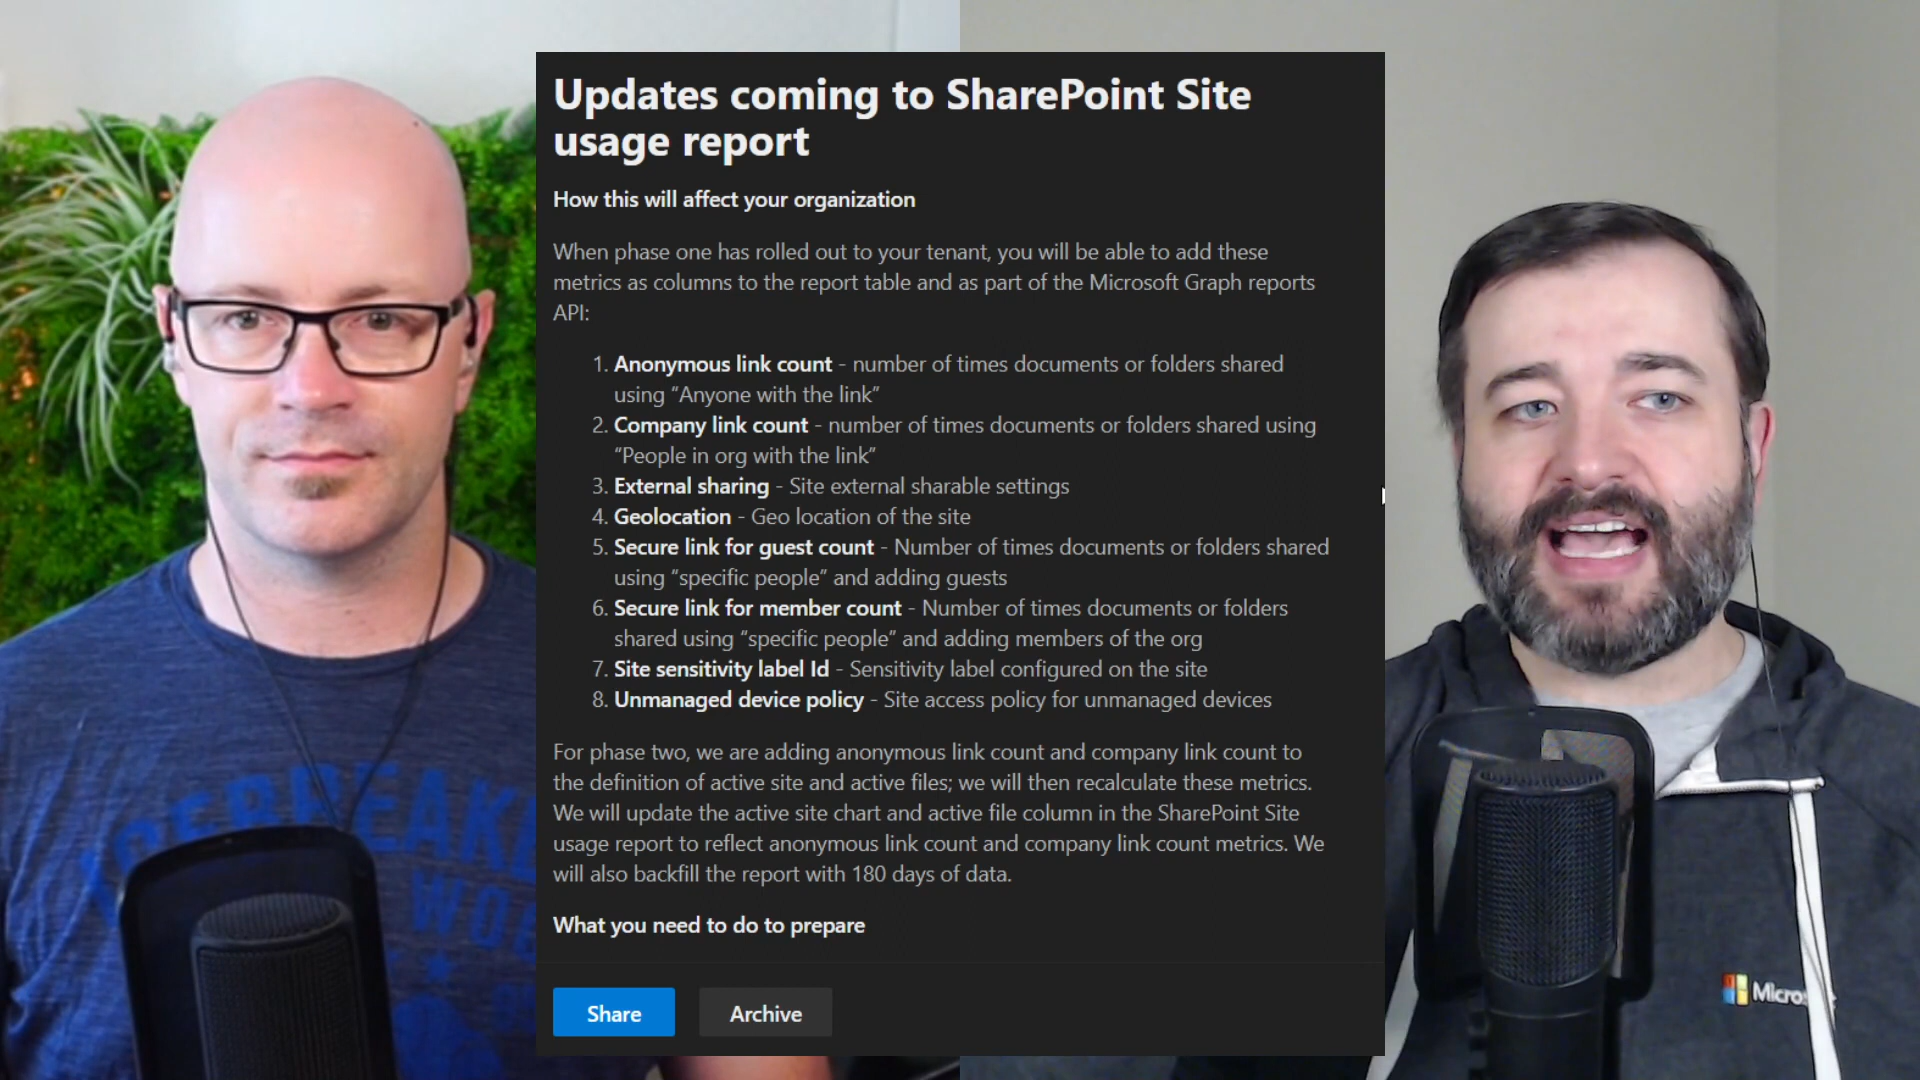 Updates coming to SharePoint Site
usage report
How this will affect your organization
When phase one has rolled out to your tenant, you will be able to add these
metrics as columns to the report table and as part of the Microsoft Graph reports
API:
1. Anonymous link count - number of times documents or folders shared
using “Anyone with the link”
2. Company link count - number of times documents or folders shared using
“People in org with the link”
3. External sharing - Site external sharable settings
4. Geolocation - Geo location of the site
5. Secure link for guest count - Number of times documents or folders shared
using “specific people” and adding guests
6. Secure link for member count - Number of times documents or folders
shared using “specific people” and adding members of the org
7. Site sensitivity label Id - Sensitivity label configured on the site
8. Unmanaged device policy - Site access policy for unmanaged devices
For phase two, we are adding anonymous link count and company link count to
the definition of active site and active files; we will then recalculate these metrics.
We will update the active site chart and active file column in the SharePoint Site
usage report to reflect anonymous link count and company link count metrics. We
will also backfill the report with 180 days of data.
What you need to do to prepare
Share
Archive
Micros